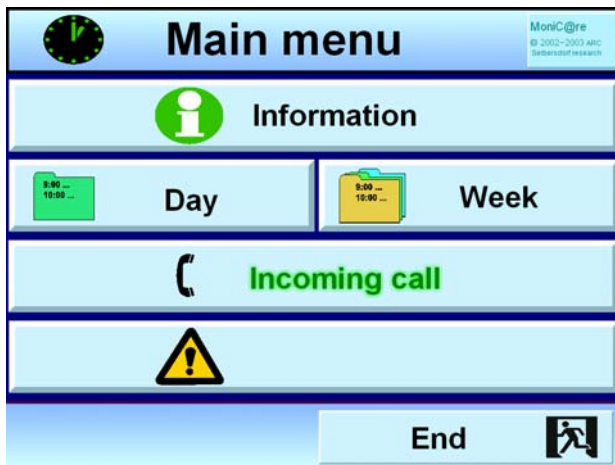 Main menu
MoniC@re
© 2002-2003 ARC
Seibersdorf research
Information
9:00 ...
10:00 ...
Day
9:00 ...
10:00 ...
Week
Incoming call
End